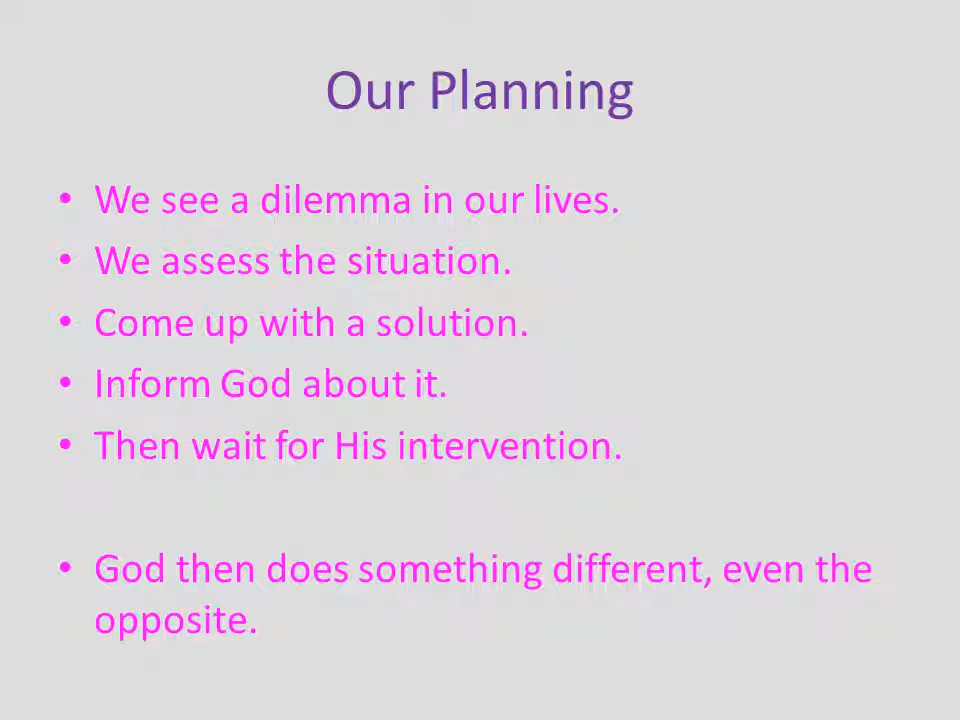 Our Planning
• We see a dilemma in our lives.
• We assess the situation.
• Come up with a solution.
• Inform God about it.
• Then wait for His intervention.
• God then does something different, even the
opposite.